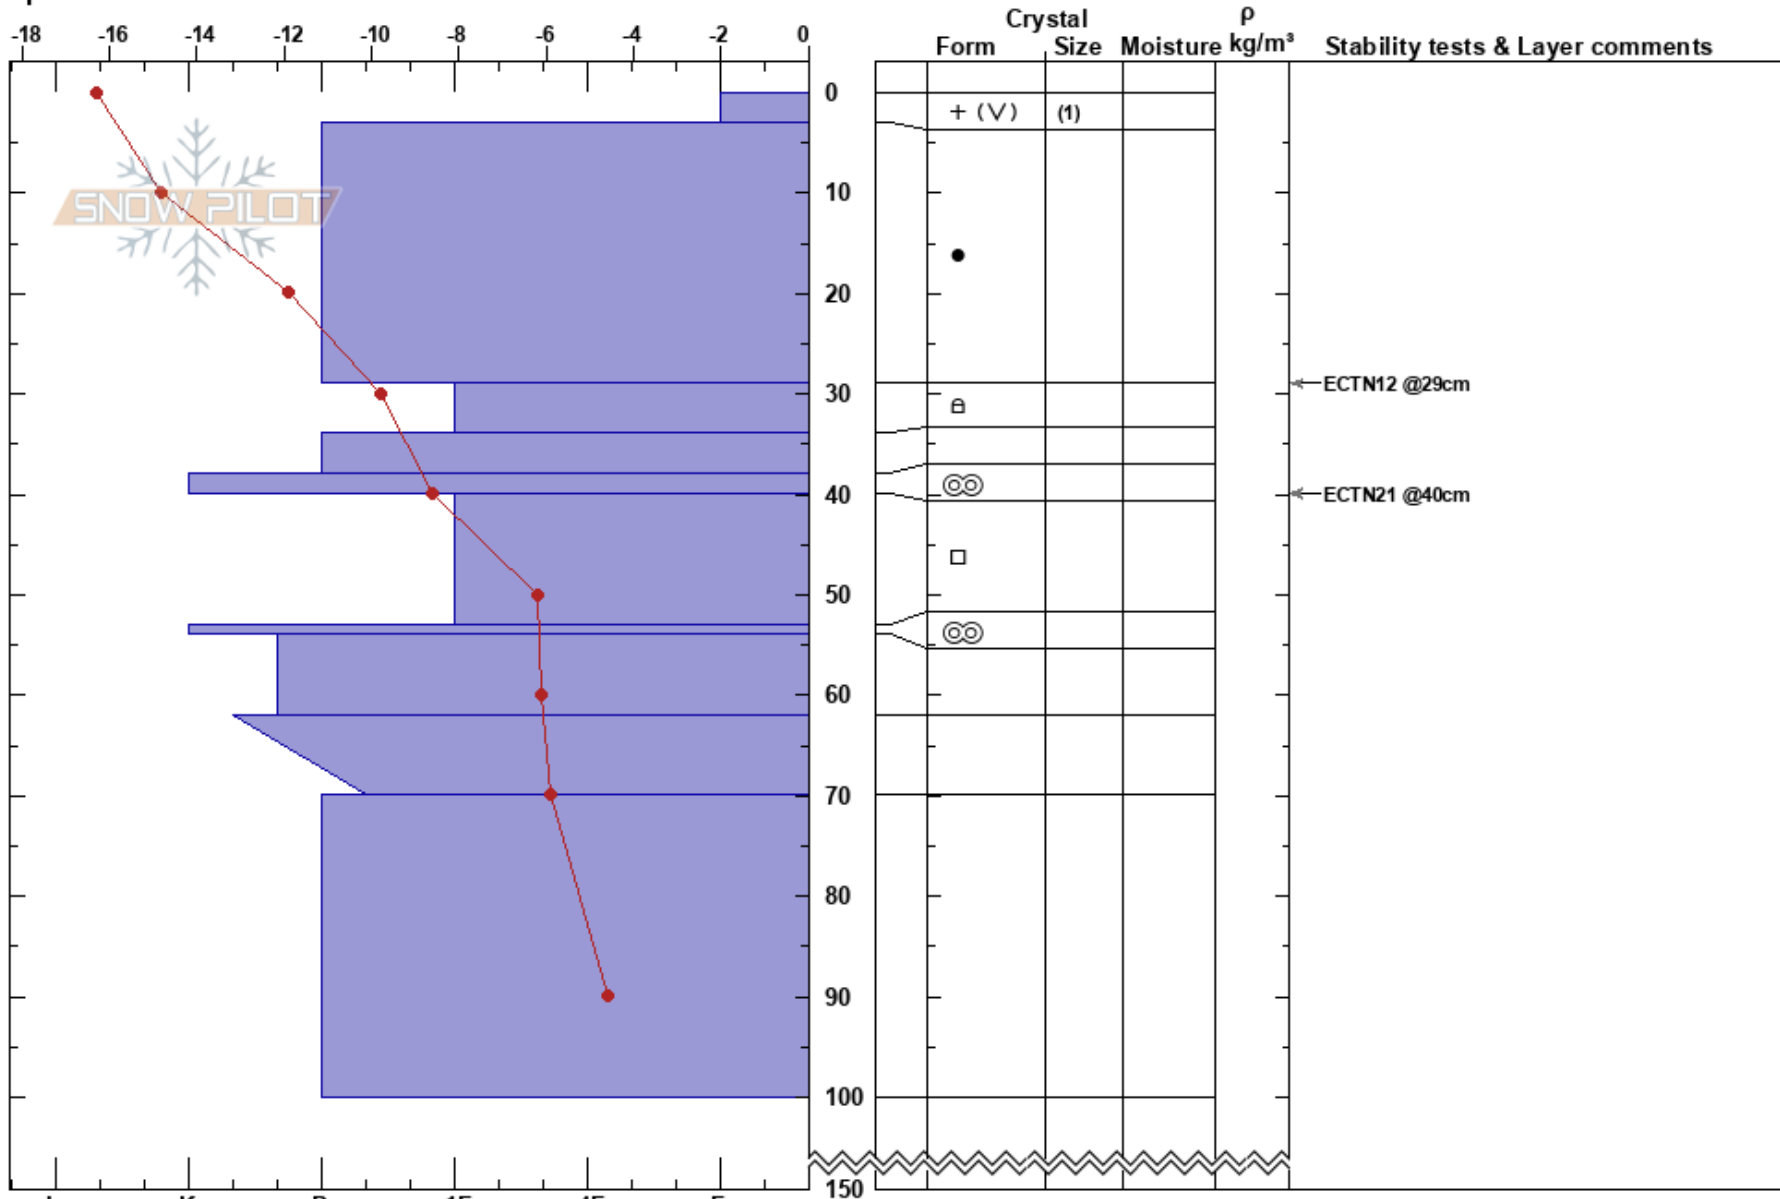 Crystal ρ
-18 -16 -14 -12 -10 -8 -6 -4 -2 0
Form Size Moisture kg/m³ Stability tests & Layer comments
0
+ (V) (1)
10
SNOW PILOT
20
ECTN12 @29cm
30
40 ECTN21 @40cm
50
60
70
80
90
100
150